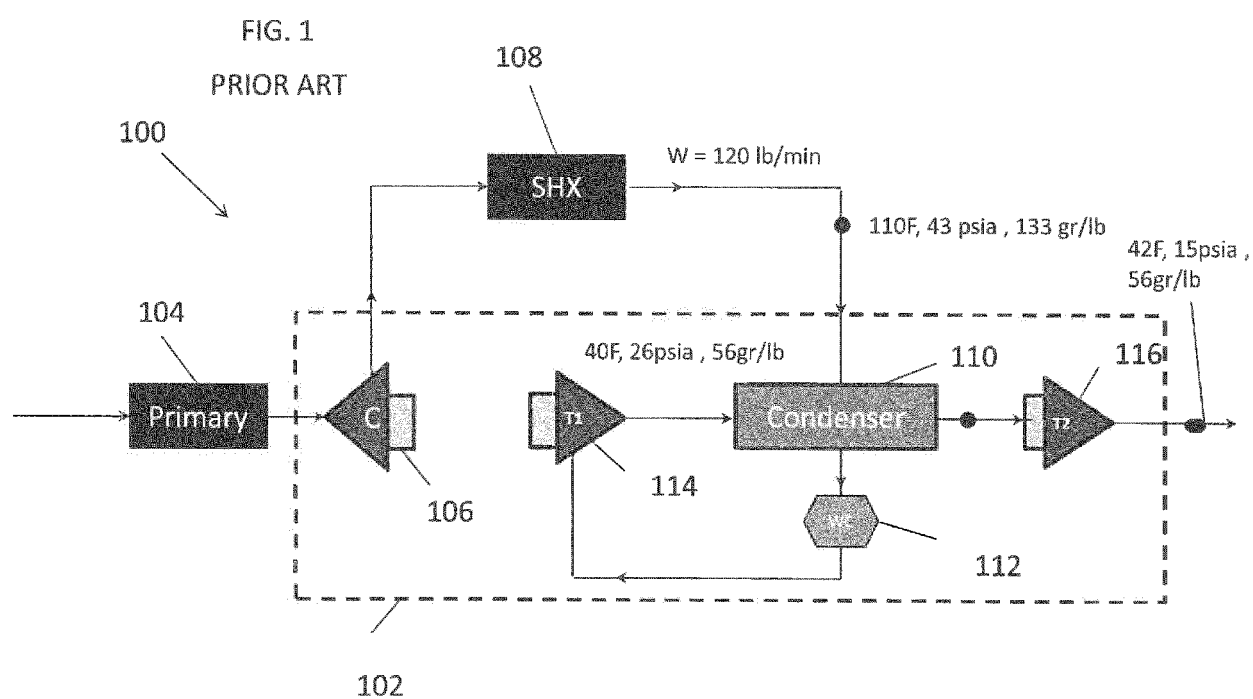 FIG. 1
PRIOR ART
100
108
SHX
W = 120 lb/min
110F, 43 psia , 133 gr/lb
42F, 15psia ,
56gr/lb
104
Primary
C
106
40F, 26psia , 56gr/lb
T1
114
Condenser
110
T2
116
WE
112
102